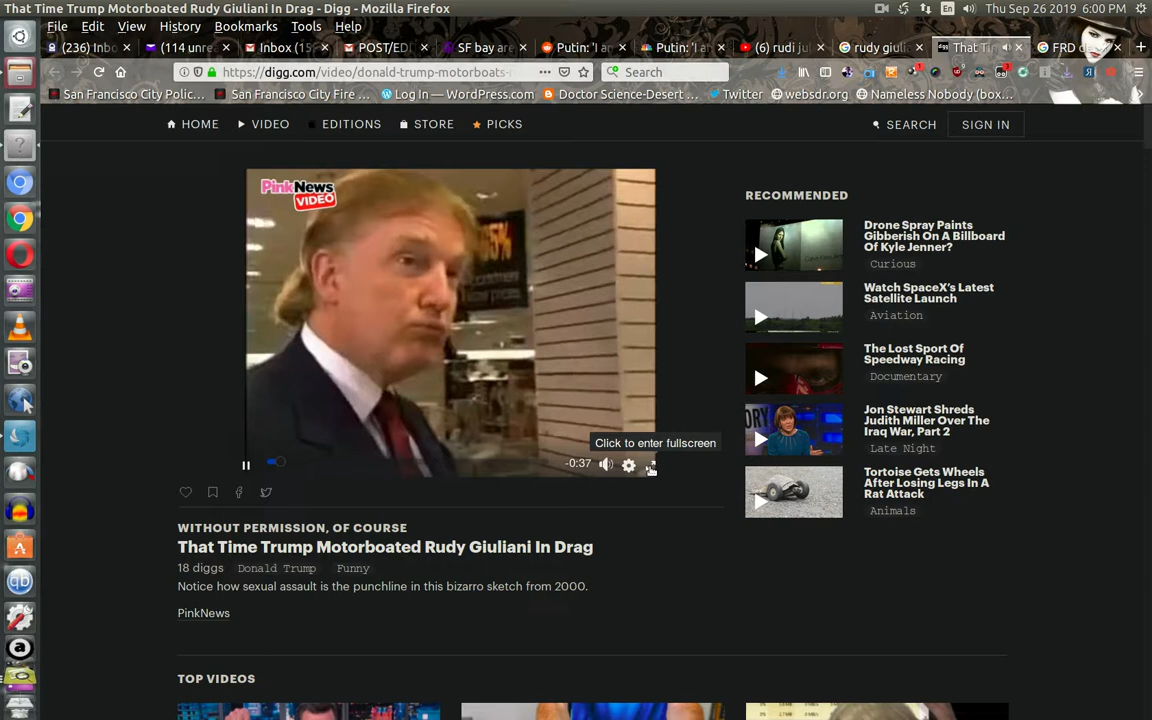 That Time Trump Motorboated Rudy Giuliani In Drag - Digg - Mozilla Firefox
En
Thu Sep 26 2019 6:00 PM
File Edit View History Bookmarks Tools Help
(236) Inbo
(114 unre
Inbox (15
POST/EDI
SF bay are
Putin: 'I a
Putin: 'I a
(6) rudi jul
rudy giuli
That Ti
FRD
https://digg.com/video/donald-trump-motorboats-
Search
San Francisco City Polic...
San Francisco City Fire ...
Log In — WordPress.com
Doctor Science-Desert ...
Twitter
websdr.org
Nameless Nobody (box...
HOME
VIDEO
EDITIONS
STORE
PICKS
SEARCH
SIGN IN
PinkNews
VIDEO
Click to enter fullscreen
-0:37
RECOMMENDED
Drone Spray Paints
Gibberish On A Billboard
Of Kyle Jenner?
Curious
Watch SpaceX's Latest
Satellite Launch
Aviation
The Lost Sport Of
Speedway Racing
Documentary
Jon Stewart Shreds
Judith Miller Over The
Iraq War, Part 2
Late Night
Tortoise Gets Wheels
After Losing Legs In A
Rat Attack
Animals
WITHOUT PERMISSION, OF COURSE
That Time Trump Motorboated Rudy Giuliani In Drag
18 diggs Donald Trump Funny
Notice how sexual assault is the punchline in this bizarro sketch from 2000.
PinkNews
TOP VIDEOS